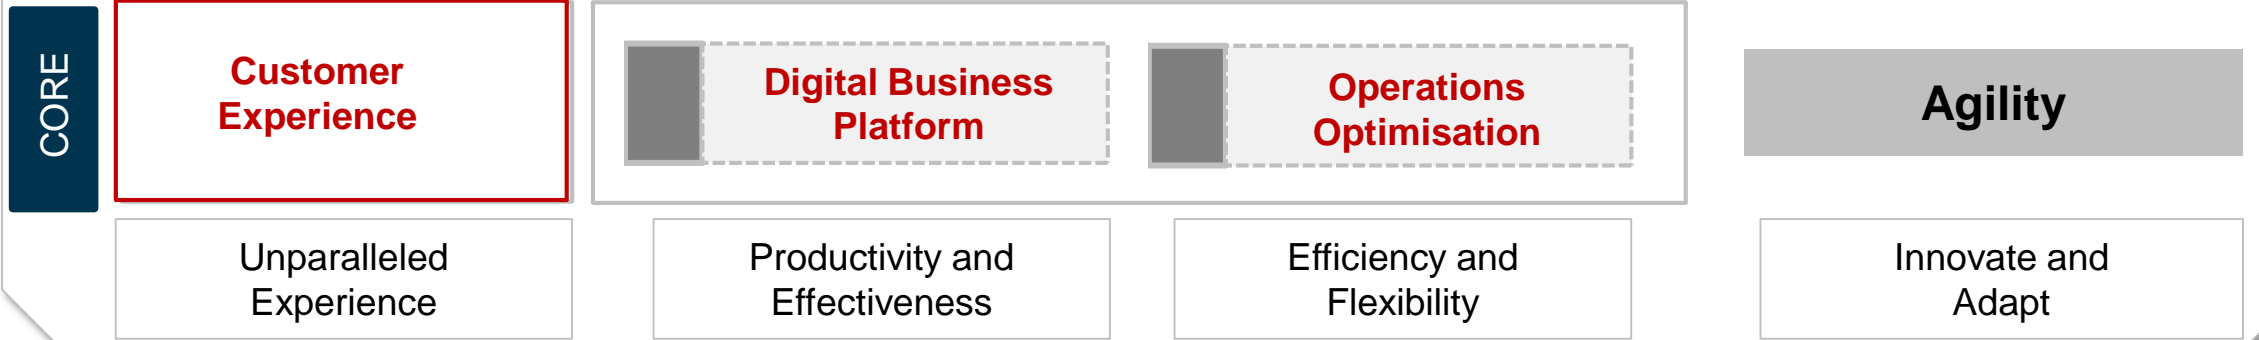 CORE
Customer
Experience
Digital Business
Platform
Operations
Optimisation
Agility
Unparalleled
Experience
Productivity and
Effectiveness
Efficiency and
Flexibility
Innovate and
Adapt